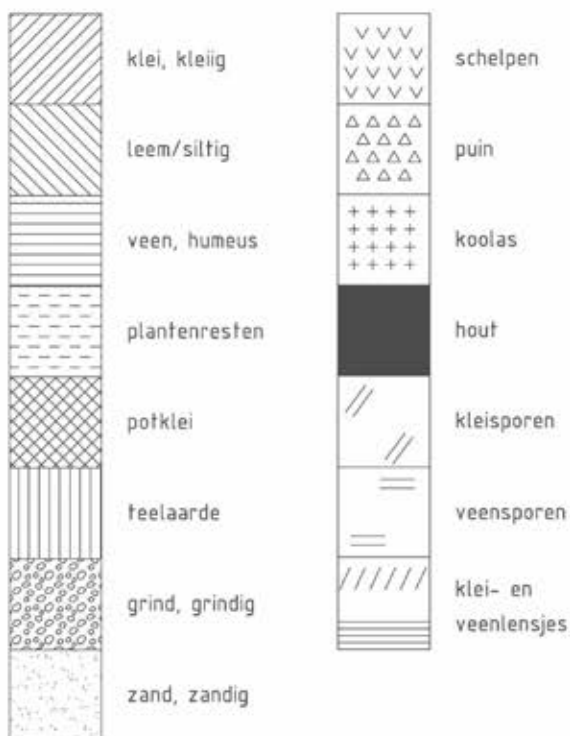 klei, kleiig
leem/siltig
veen, humeus
plantenresten
potklei
teelaarde
grind, grindig
zand, zandig
schelpen
puin
koolas
hout
kleisporen
veensporen
klei- en
veenlensjes